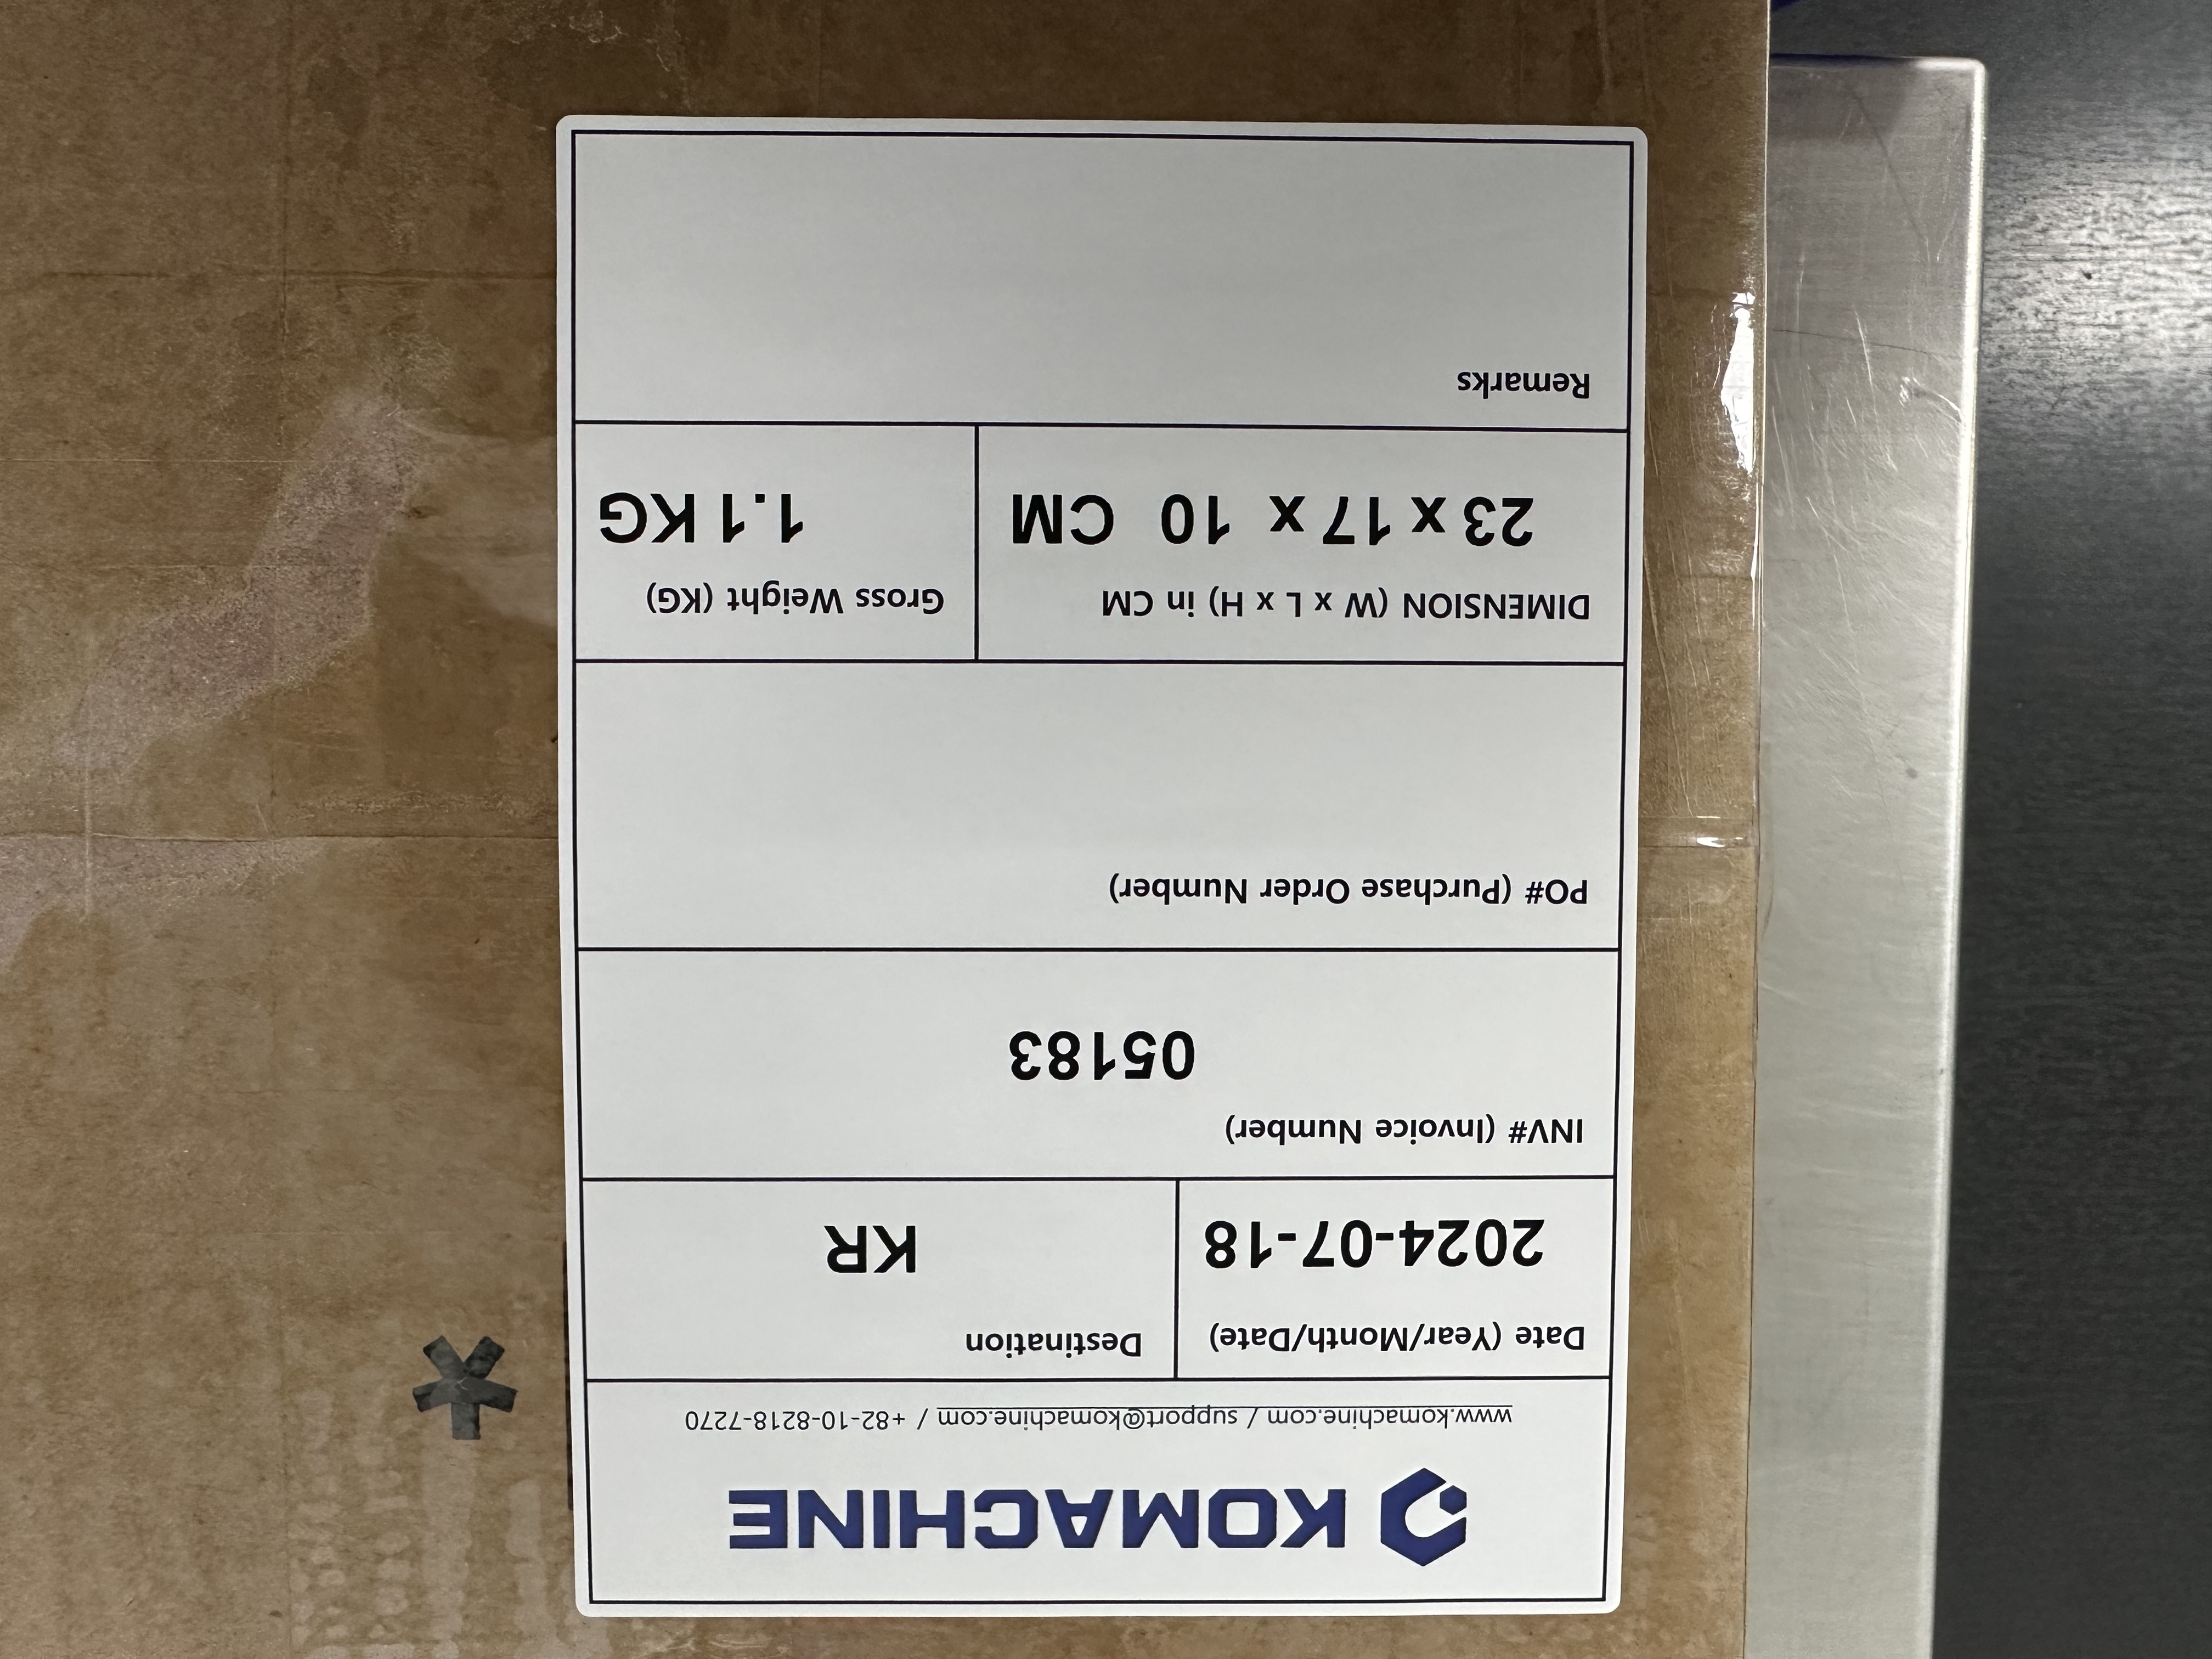 KOMACHINE
www.komachine.com / support@komachine.com / +82-10-8218-7270
Date (Year/Month/Date)
2024-07-18
Destination
KR
INV# (Invoice Number)
05183
PO# (Purchase Order Number)
DIMENSION (W x L x H) in CM
23 x 17 x 10 CM
Gross Weight (KG)
1.1 KG
Remarks